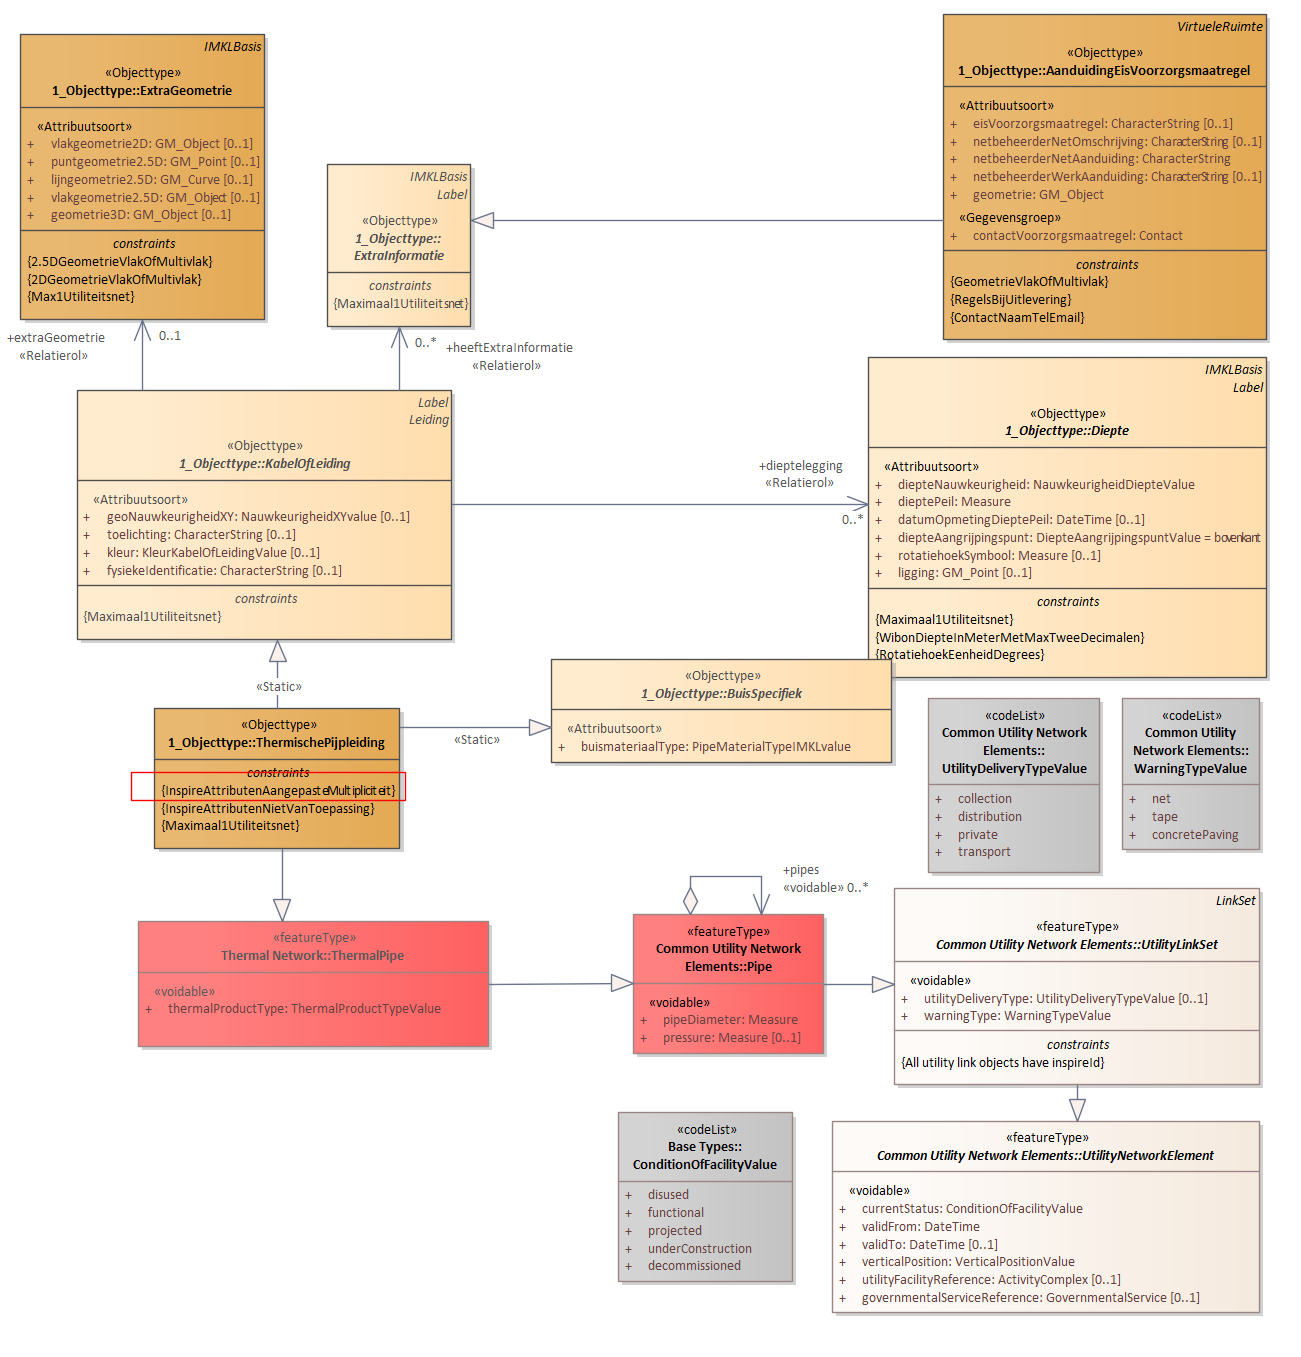 IMKLBasis
«Objecttype»
1_Objecttype::ExtraGeometrie
«Attribuutsoort»
+ vlakgeometrie2D: GM_Object [0..1]
+ puntgeometrie2.5D: GM_Point [0..1]
+ lijngeometrie2.5D: GM_Curve [0..1]
+ vlakgeometrie2.5D: GM_Object [0..1]
+ geometrie3D: GM_Object [0..1]
constraints
{2.5DGeometrieVlakOfMultivlak}
{2DGeometrieVlakOfMultivlak}
{Max1Utiliteitsnet}
IMKLBasis
Label
«Objecttype»
1_Objecttype::
ExtraInformatie
constraints
{Maximaal1Utiliteitsnet}
VirtueleRuimte
«Objecttype»
1_Objecttype::AanduidingEisVoorzorgsmaatregel
«Attribuutsoort»
+ eisVoorzorgsmaatregel: CharacterString [0..1]
+ netbeheerderNetOmschrijving: CharacterString [0..1]
+ netbeheerderNetAanduiding: CharacterString
+ netbeheerderWerkAanduiding: CharacterString [0..1]
+ geometrie: GM_Object
«Gegevensgroep»
+ contactVoorzorgsmaatregel: Contact
constraints
{GeometrieVlakOfMultivlak}
{RegelsBijUitlevering}
{ContactNaamTelEmail}
+extraGeometrie
«Relatierol»
0..1
0..*
+heeftExtraInformatie
«Relatierol»
Label
Leiding
«Objecttype»
1_Objecttype::KabelOfLeiding
«Attribuutsoort»
+ geoNauwkeurigheidXY: NauwkeurigheidXYvalue [0..1]
+ toelichting: CharacterString [0..1]
+ kleur: KleurKabelOfLeidingValue [0..1]
+ fysiekeIdentificatie: CharacterString [0..1]
constraints
{Maximaal1Utiliteitsnet}
+dieptelegging
«Relatierol»
0..*
IMKLBasis
Label
«Objecttype»
1_Objecttype::Diepte
«Attribuutsoort»
+ diepteNauwkeurigheid: NauwkeurigheidDiepteValue
+ dieptePeil: Measure
+ datumOpmetingDieptePeil: DateTime [0..1]
+ diepteAangrijpingspunt: DiepteAangrijpingspuntValue = bovenkant
+ rotatiehoekSymbool: Measure [0..1]
+ ligging: GM_Point [0..1]
constraints
{Maximaal1Utiliteitsnet}
{WibonDiepteInMeterMetMaxTweeDecimalen}
{RotatiehoekEenheidDegrees}
«Static»
«Objecttype»
1_Objecttype::ThermischePijpleiding
constraints
{InspireAttributenAangepasteMultipliciteit}
{InspireAttributenNietVanToepassing}
{Maximaal1Utiliteitsnet}
«Static»
«Objecttype»
1_Objecttype::BuisSpecifiek
«Attribuutsoort»
+ buismateriaalType: PipeMaterialTypeIMKLvalue
«codeList»
Common Utility Network
Elements::
UtilityDeliveryTypeValue
+ collection
+ distribution
+ private
+ transport
«codeList»
Common Utility
Network Elements::
WarningTypeValue
+ net
+ tape
+ concretePaving
«featureType»
Thermal Network::ThermalPipe
«voidable»
+ thermalProductType: ThermalProductTypeValue
+pipes
«voidable» 0..*
«featureType»
Common Utility Network
Elements::Pipe
«voidable»
+ pipeDiameter: Measure
+ pressure: Measure [0..1]
LinkSet
«featureType»
Common Utility Network Elements::UtilityLinkSet
«voidable»
+ utilityDeliveryType: UtilityDeliveryTypeValue [0..1]
+ warningType: WarningTypeValue
constraints
{All utility link objects have inspireId}
«codeList»
Base Types::
ConditionOfFacilityValue
+ disused
+ functional
+ projected
+ underConstruction
+ decommissioned
«featureType»
Common Utility Network Elements::UtilityNetworkElement
«voidable»
+ currentStatus: ConditionOfFacilityValue
+ validFrom: DateTime
+ validTo: DateTime [0..1]
+ verticalPosition: VerticalPositionValue
+ utilityFacilityReference: ActivityComplex [0..1]
+ governmentalServiceReference: GovernmentalService [0..1]